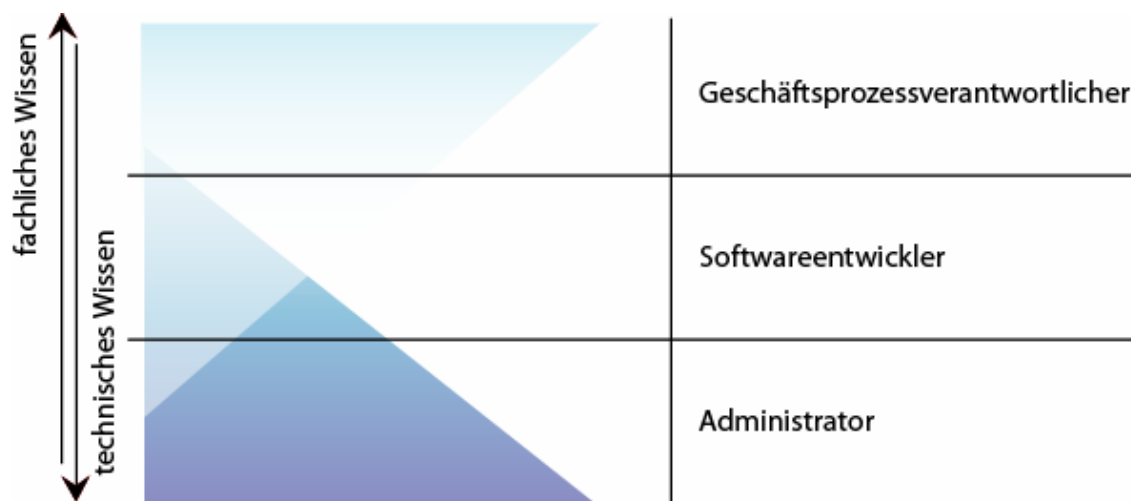 fachliches Wissen
technisches Wissen
Geschäftsprozessverantwortlicher
Softwareentwickler
Administrator